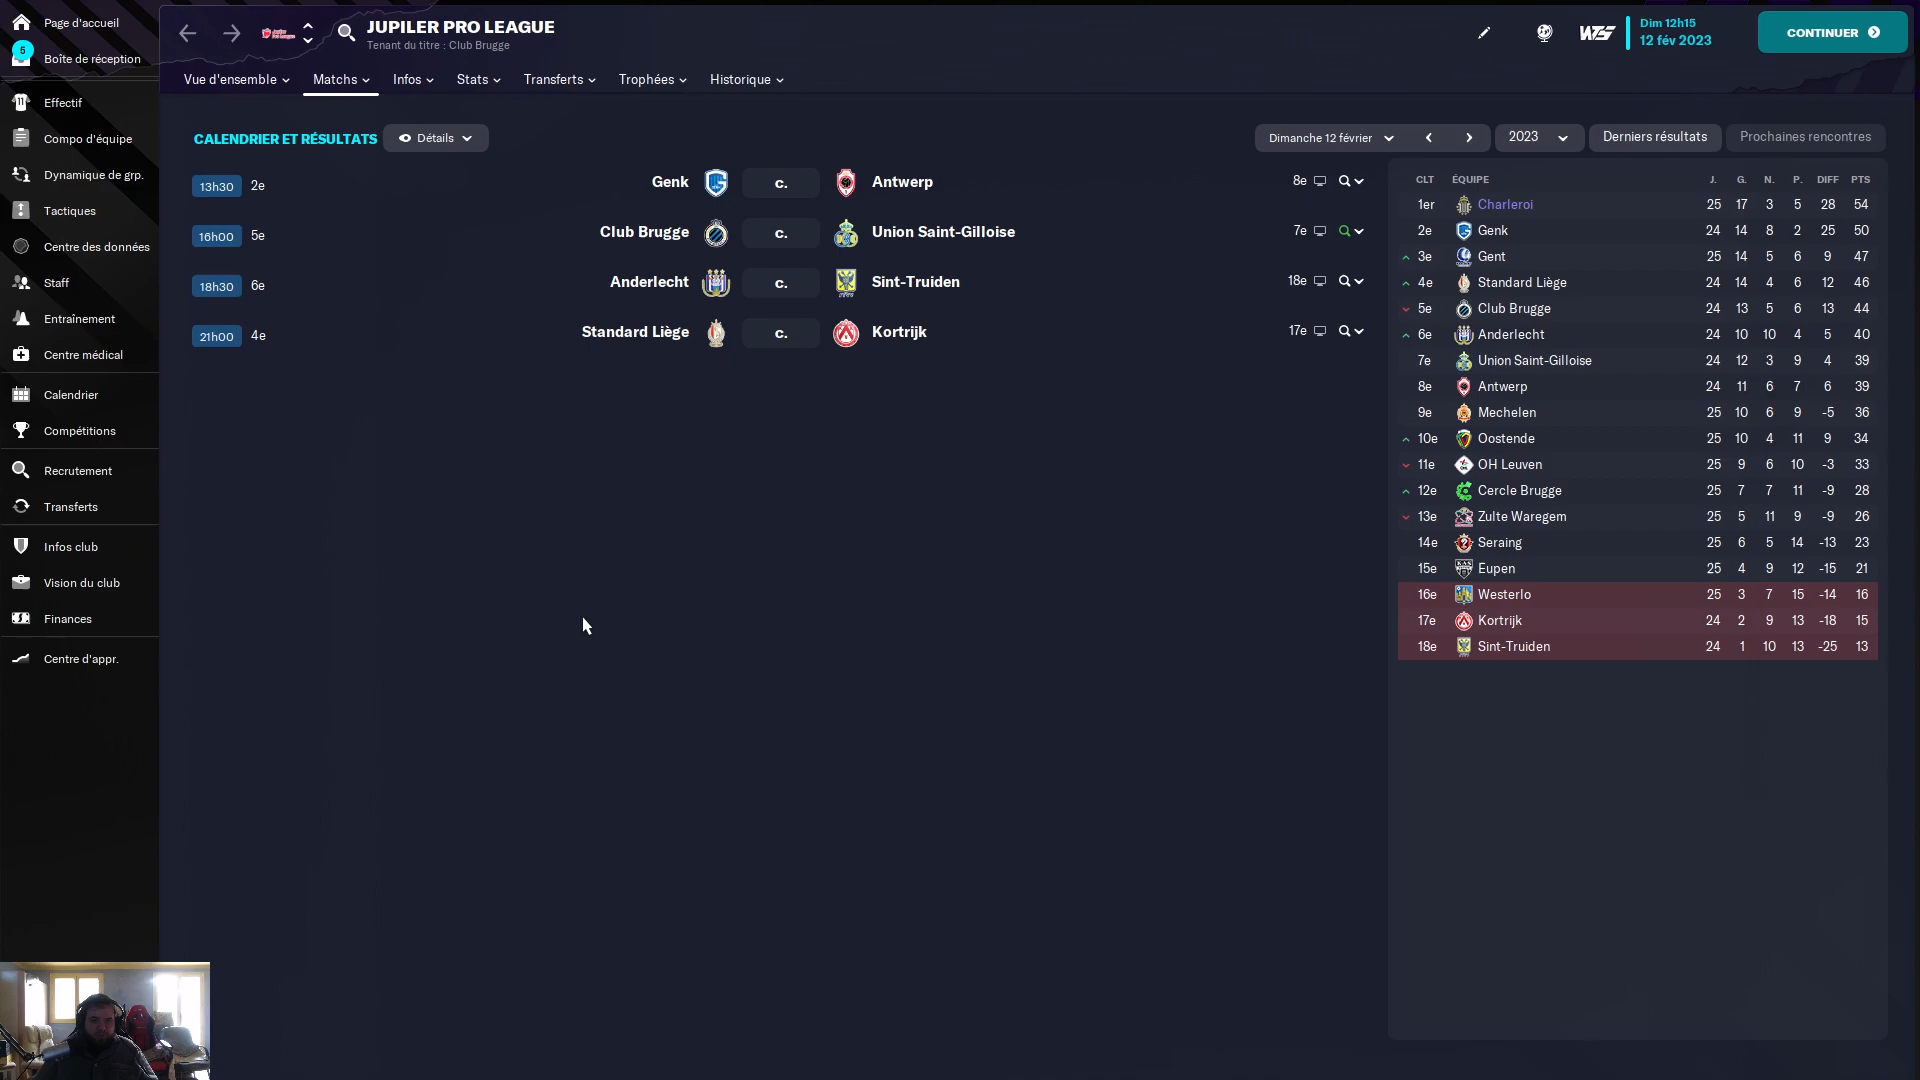 Page d'accueil
5
Boîte de réception
Effectif
Compo d'équipe
Dynamique de grp.
Tactiques
Centre des données
Staff
Entraînement
Centre médical
Calendrier
Compétitions
Recrutement
Transferts
Infos club
Vision du club
Finances
Centre d'appr.
JUPILER PRO LEAGUE
Tenant du titre : Club Brugge
Dim 12h15
12 fév 2023
CONTINUER
Vue d'ensemble Matchs Infos Stats Transferts Trophées Historique
CALENDRIER ET RÉSULTATS Détails
Dimanche 12 février 2023 Derniers résultats Prochaines rencontres
13h30 2e Genk c. Antwerp 8e
16h00 5e Club Brugge c. Union Saint-Gilloise 7e
18h30 6e Anderlecht c. Sint-Truiden 18e
21h00 4e Standard Liège c. Kortrijk 17e
CLT ÉQUIPE J. G. N. P. DIFF PTS
1er Charleroi 25 17 3 5 28 54
2e Genk 24 14 8 2 25 50
3e Gent 25 14 5 6 9 47
4e Standard Liège 24 14 4 6 12 46
5e Club Brugge 24 13 5 6 13 44
6e Anderlecht 24 10 10 4 5 40
7e Union Saint-Gilloise 24 12 3 9 4 39
8e Antwerp 24 11 6 7 6 39
9e Mechelen 25 10 6 9 -5 36
10e Oostende 25 10 4 11 9 34
11e OH Leuven 25 9 6 10 -3 33
12e Cercle Brugge 25 7 7 11 -9 28
13e Zulte Waregem 25 5 11 9 -9 26
14e Seraing 25 6 5 14 -13 23
15e Eupen 25 4 9 12 -15 21
16e Westerlo 25 3 7 15 -14 16
17e Kortrijk 24 2 9 13 -18 15
18e Sint-Truiden 24 1 10 13 -25 13